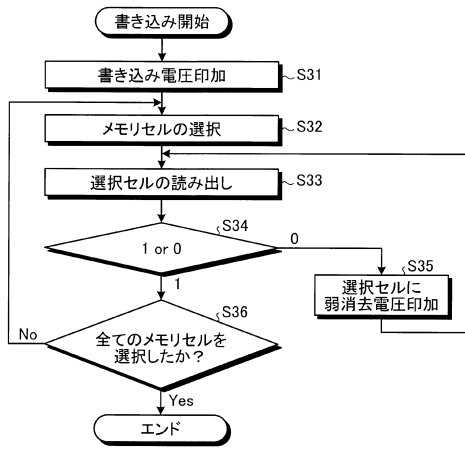 書き込み開始
書き込み電圧印加
S31
メモリセルの選択
S32
選択セルの読み出し
S33
S34
1 or 0
0
1
S35
選択セルに
弱消去電圧印加
S36
全てのメモリセルを
選択したか？
No
Yes
エンド